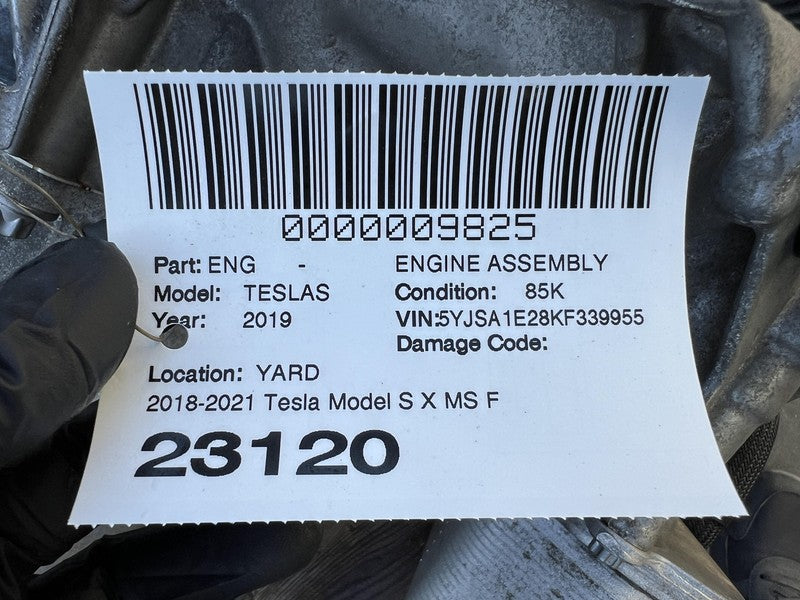 0000009825
Part: ENG - ENGINE ASSEMBLY
Model: TESLAS Condition: 85K
Year: 2019 VIN:5YJSA1E28KF339955
Damage Code:
Location: YARD
2018-2021 Tesla Model S X MS F
23120